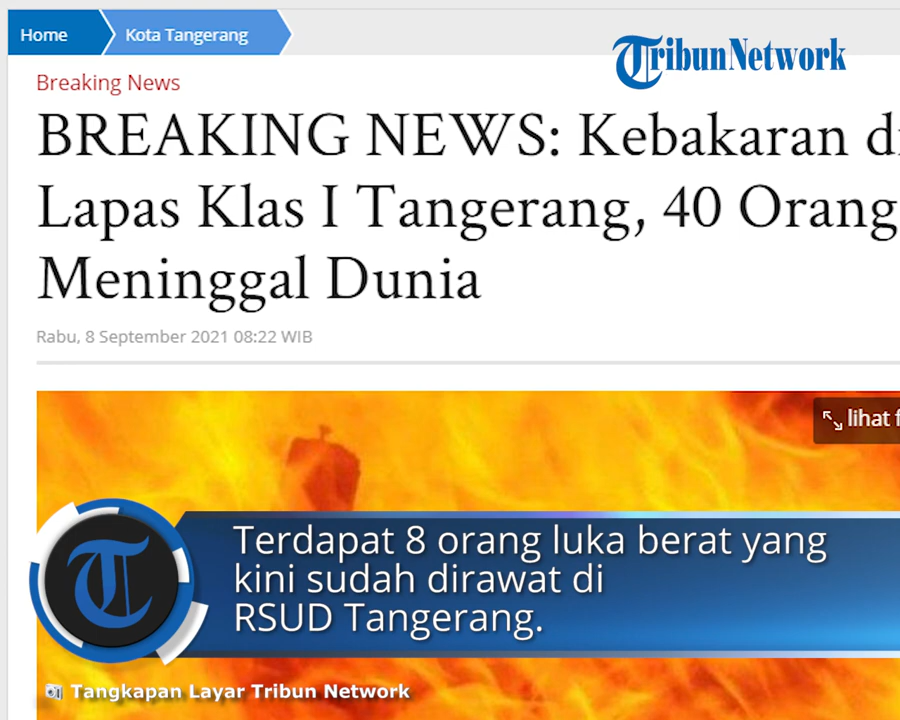 Home
Kota Tangerang
Tribun Network
Breaking News
BREAKING NEWS: Kebakaran di
Lapas Klas I Tangerang, 40 Orang
Meninggal Dunia
Rabu, 8 September 2021 08:22 WIB
lihat f
Terdapat 8 orang luka berat yang
kini sudah dirawat di
RSUD Tangerang.
T
Tangkapan Layar Tribun Network